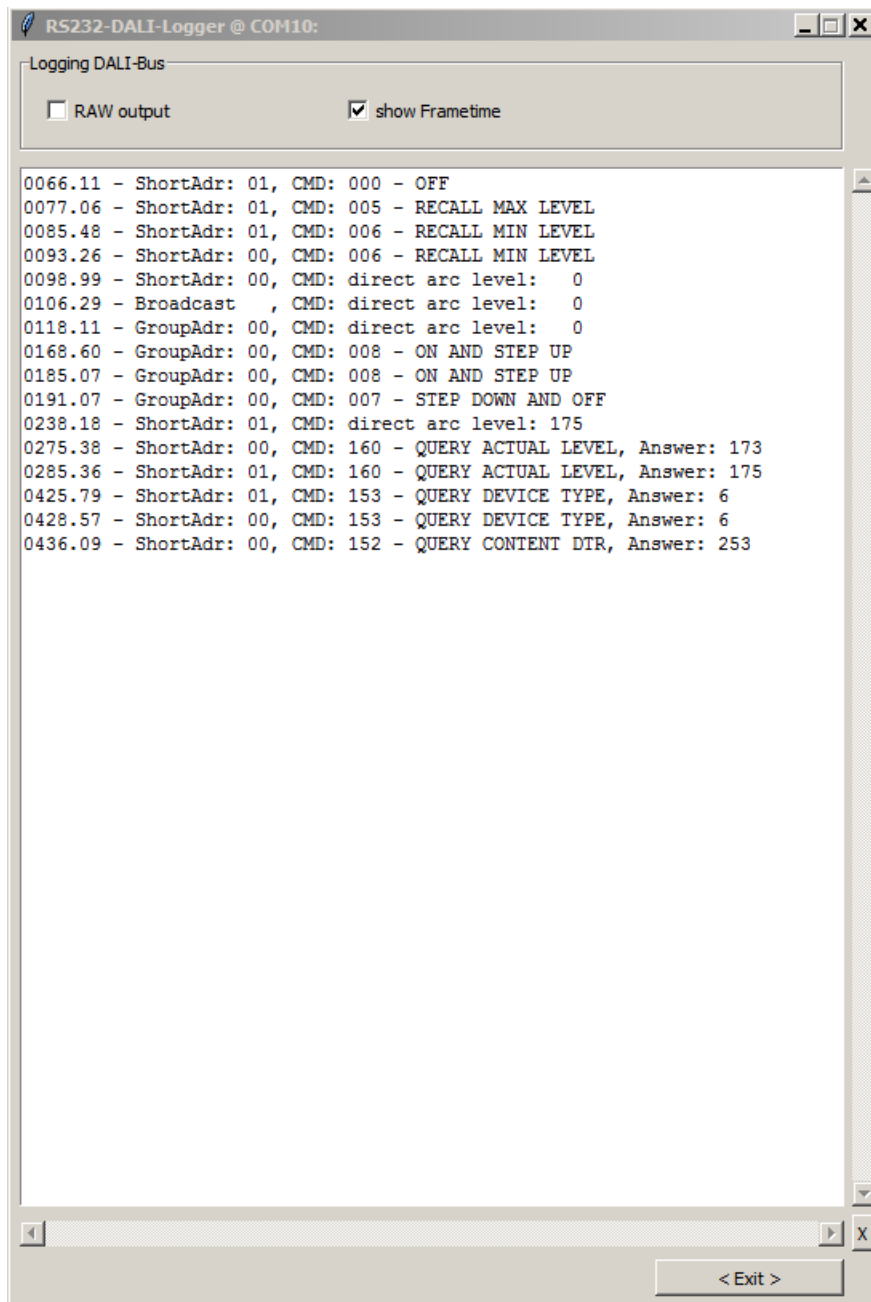 RS232-DALI-Logger @ COM10:
Logging DALI-Bus
RAW output
show Frametime
0066.11 - ShortAdr: 01, CMD: 000 - OFF
0077.06 - ShortAdr: 01, CMD: 005 - RECALL MAX LEVEL
0085.48 - ShortAdr: 01, CMD: 006 - RECALL MIN LEVEL
0093.26 - ShortAdr: 00, CMD: 006 - RECALL MIN LEVEL
0098.99 - ShortAdr: 00, CMD: direct arc level:   0
0106.29 - Broadcast   , CMD: direct arc level:   0
0118.11 - GroupAdr: 00, CMD: direct arc level:   0
0168.60 - GroupAdr: 00, CMD: 008 - ON AND STEP UP
0185.07 - GroupAdr: 00, CMD: 008 - ON AND STEP UP
0191.07 - GroupAdr: 00, CMD: 007 - STEP DOWN AND OFF
0238.18 - ShortAdr: 01, CMD: direct arc level: 175
0275.38 - ShortAdr: 00, CMD: 160 - QUERY ACTUAL LEVEL, Answer: 173
0285.36 - ShortAdr: 01, CMD: 160 - QUERY ACTUAL LEVEL, Answer: 175
0425.79 - ShortAdr: 01, CMD: 153 - QUERY DEVICE TYPE, Answer: 6
0428.57 - ShortAdr: 00, CMD: 153 - QUERY DEVICE TYPE, Answer: 6
0436.09 - ShortAdr: 00, CMD: 152 - QUERY CONTENT DTR, Answer: 253
X
< Exit >